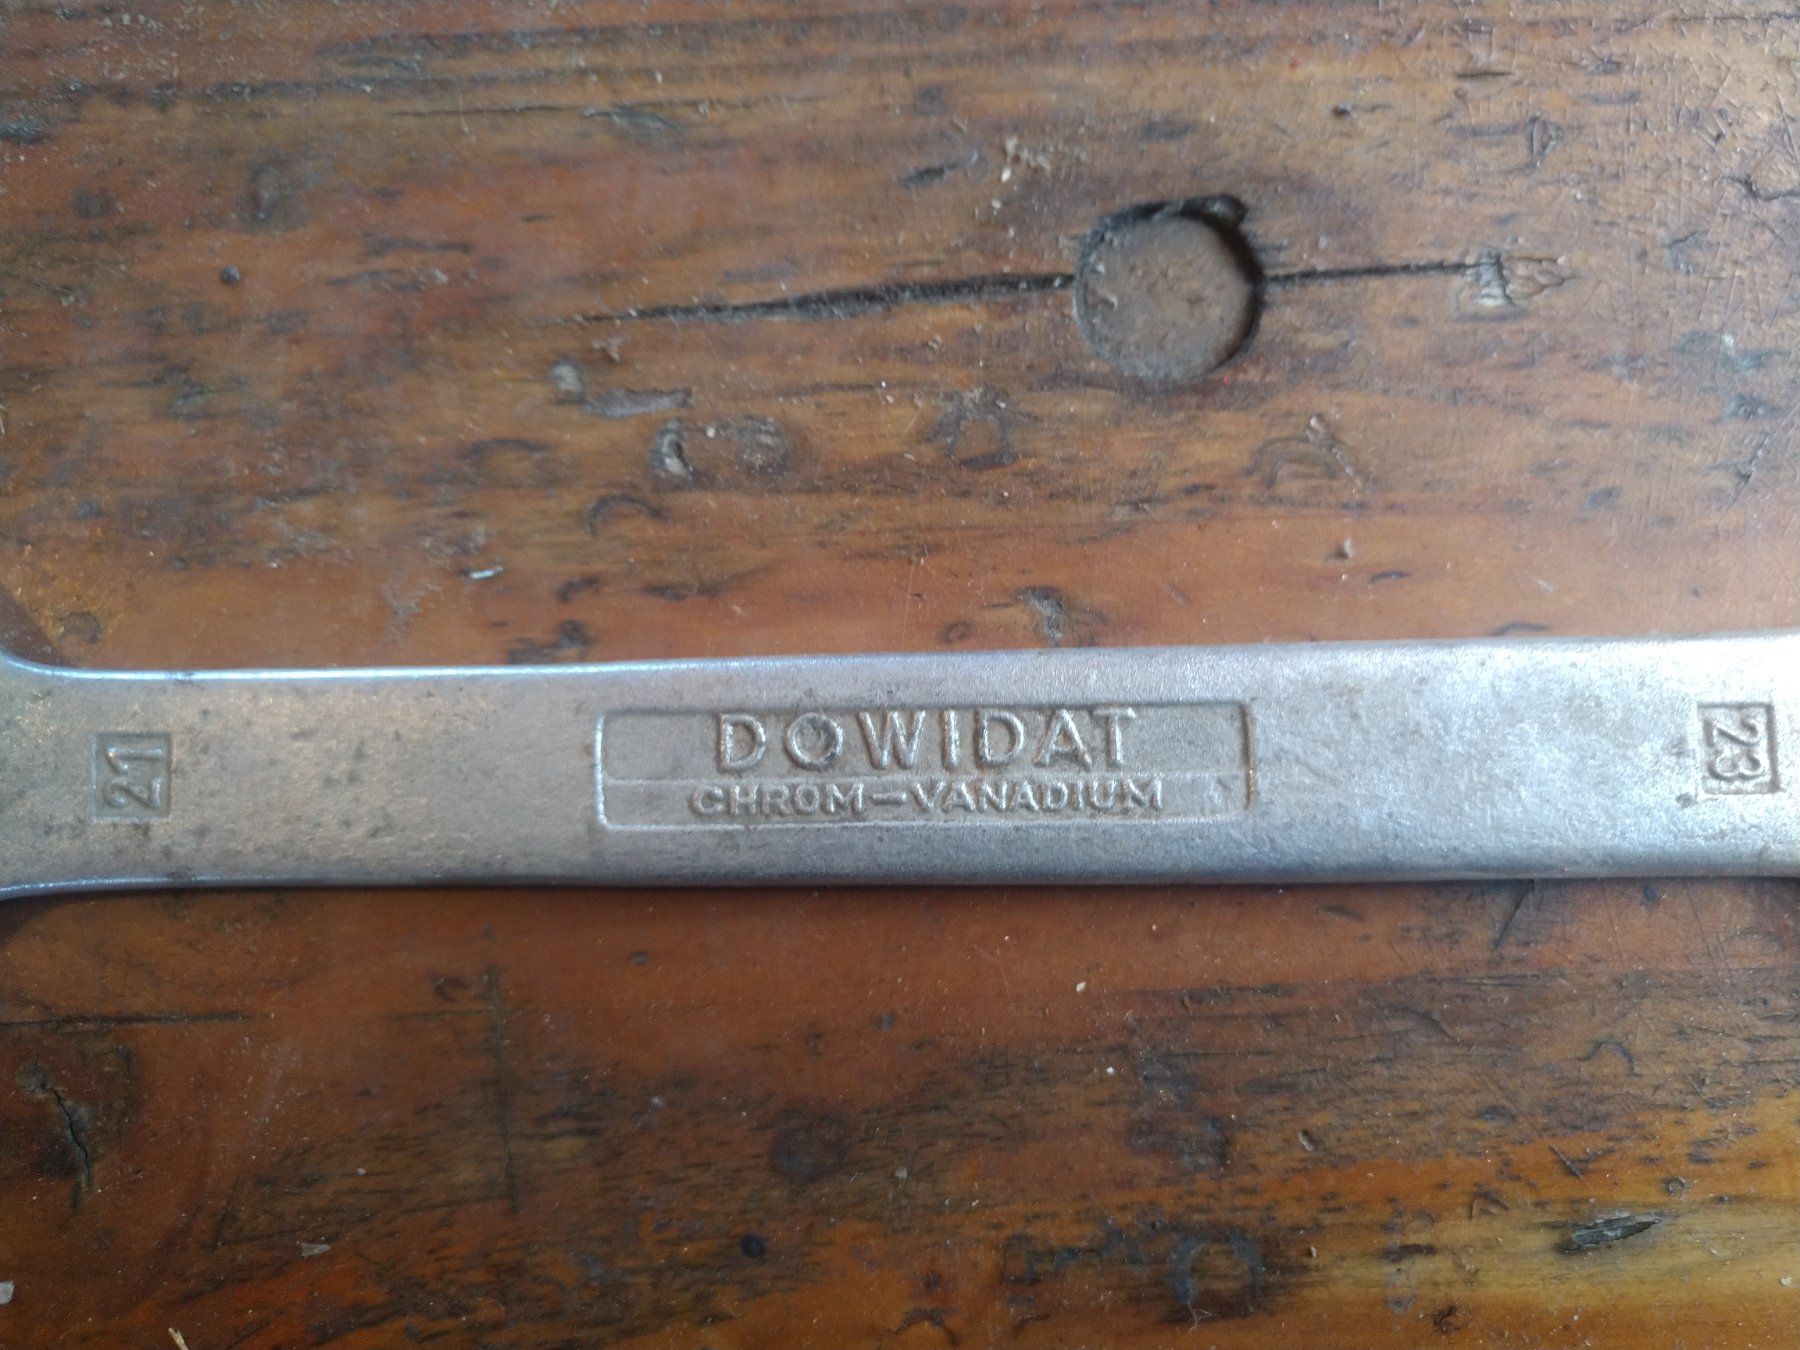 21
DOWIDAT
CHROM-VANADIUM
23